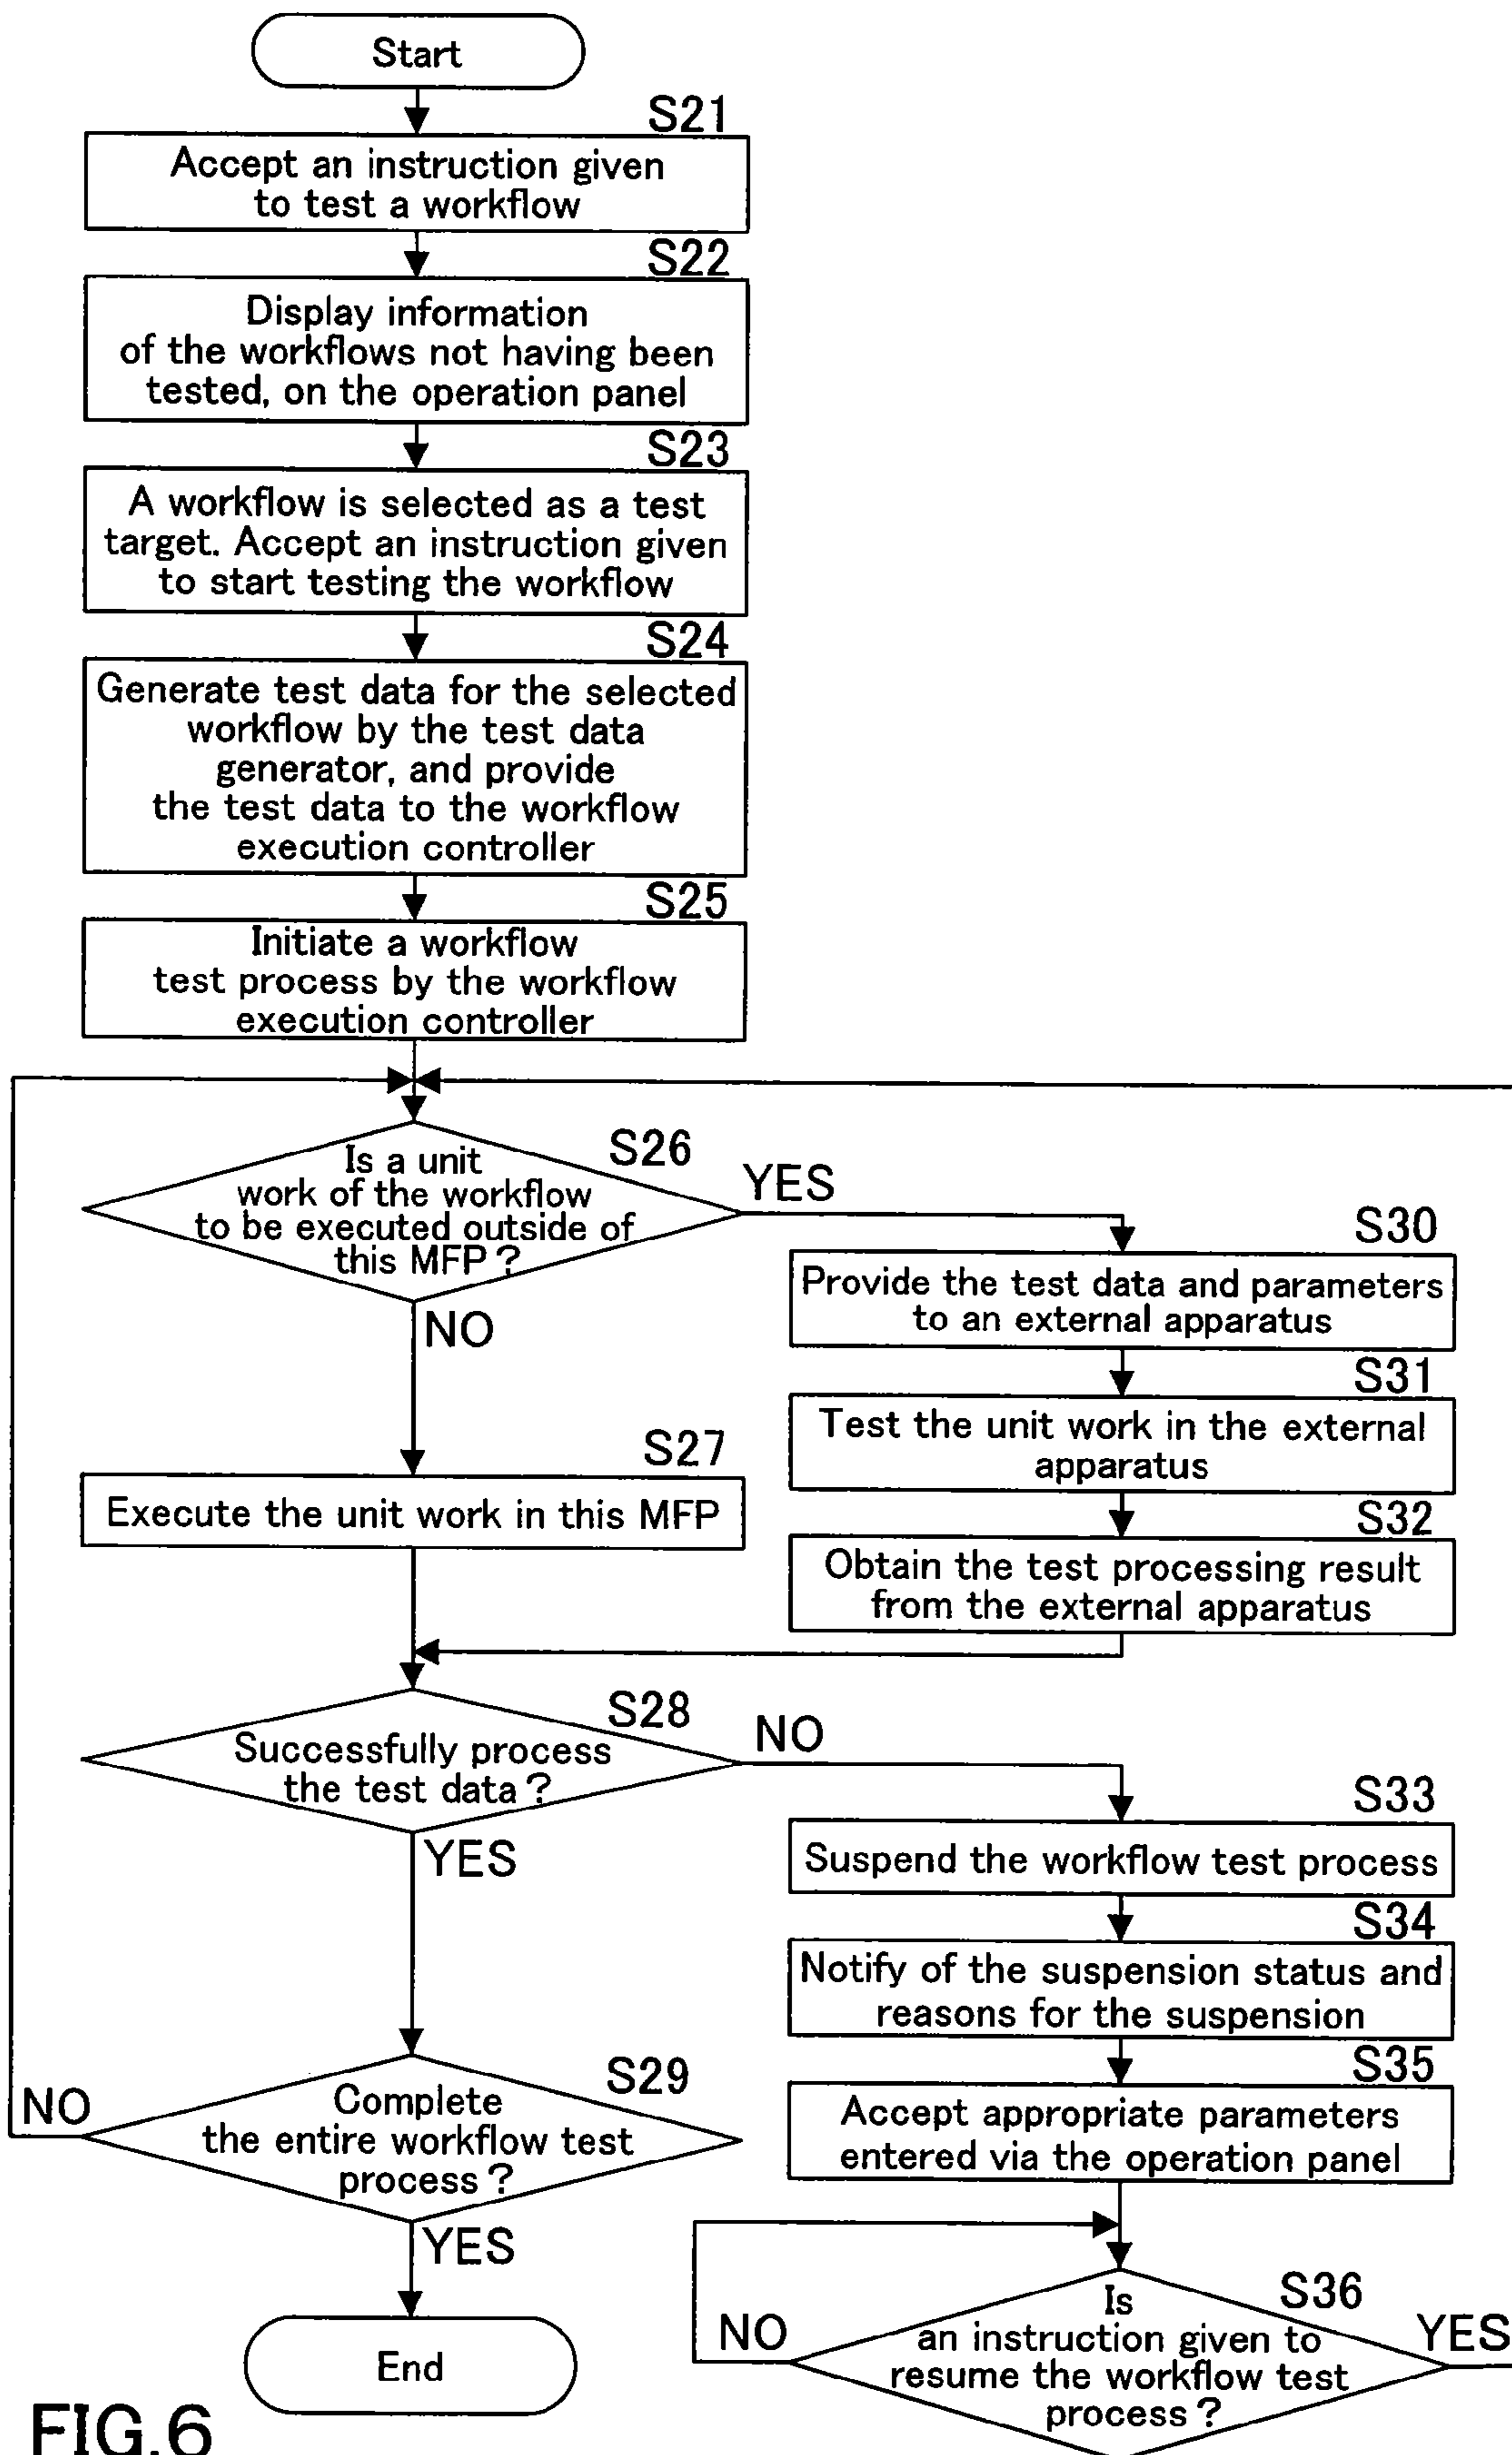 Start
S21
Accept an instruction given
to test a workflow
S22
Display information
of the workflows not having been
tested, on the operation panel
S23
A workflow is selected as a test
target. Accept an instruction given
to start testing the workflow
S24
Generate test data for the selected
workflow by the test data
generator, and provide
the test data to the workflow
execution controller
S25
Initiate a workflow
test process by the workflow
execution controller
S26
Is a unit
work of the workflow
to be executed outside of
this MFP?
YES
NO
S30
Provide the test data and parameters
to an external apparatus
S31
Test the unit work in the external
apparatus
S27
Execute the unit work in this MFP
S32
Obtain the test processing result
from the external apparatus
S28
Successfully process
the test data?
NO
YES
S33
Suspend the workflow test process
S34
Notify of the suspension status and
reasons for the suspension
S29
Complete
the entire workflow test
process?
NO
YES
S35
Accept appropriate parameters
entered via the operation panel
S36
Is
an instruction given to
resume the workflow test
process?
NO
YES
End
FIG.6